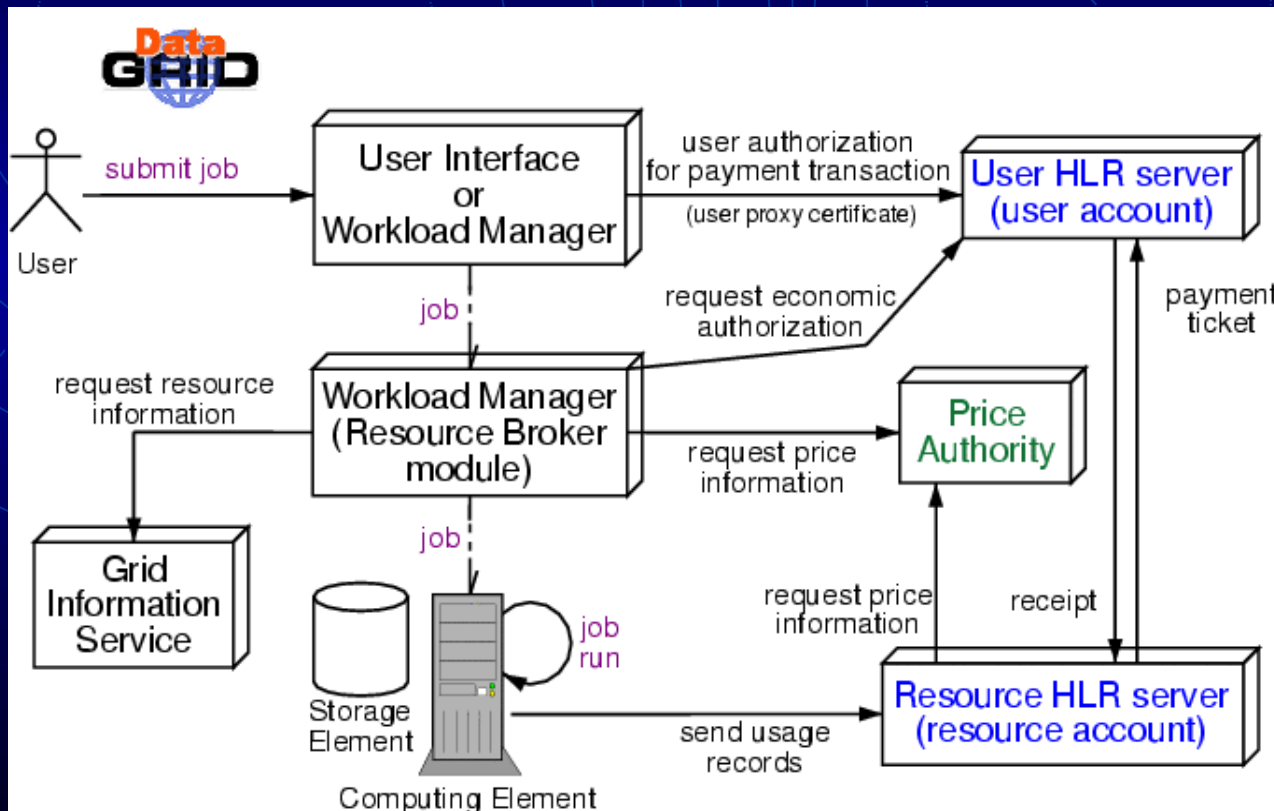 Data
GRID
submit job
User
User Interface
or
Workload Manager
user authorization
for payment transaction
(user proxy certificate)
User HLR server
(user account)
job
request economic
authorization
payment
ticket
request resource
information
Workload Manager
(Resource Broker
module)
request price
information
Price
Authority
Grid
Information
Service
job
Storage
Element
job
run
Computing Element
send usage
records
request price
information
receipt
Resource HLR server
(resource account)